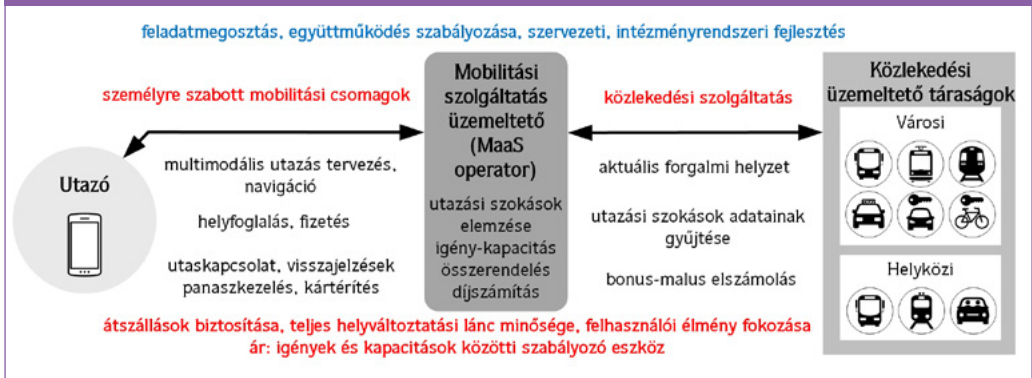 feladatmegosztás, együttműködés szabályozása, szervezeti, intézményrendszeri fejlesztés
személyre szabott mobilitási csomagok
Utazó
multimodális utazás tervezés,
navigáció
helyfoglalás, fizetés
utaskapcsolat, visszajelzések
panaszkezelés, kártérítés
Mobilitási
szolgáltatás
üzemeltető
(MaaS
operator)
utazási szokások
elemzése
igény-kapacitás
összerendelés
díjszámítás
közlekedési szolgáltatás
aktuális forgalmi helyzet
utazási szokások adatainak
gyűjtése
bonus-malus elszámolás
Közlekedési
üzemeltető táraságok
Városi
Helyközi
átszállások biztosítása, teljes helyváltoztatási lánc minősége, felhasználói élmény fokozása
ár: igények és kapacitások közötti szabályozó eszköz